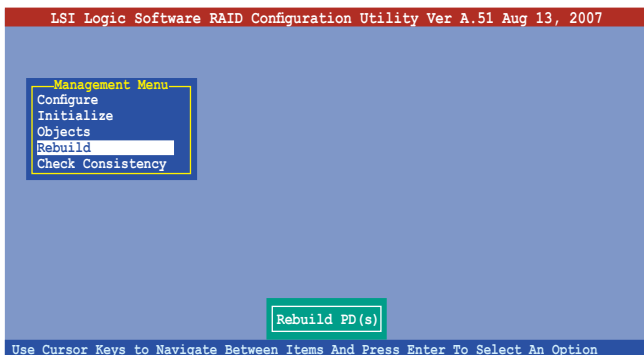 LSI Logic Software RAID Configuration Utility Ver A.51 Aug 13, 2007
Management Menu
Configure
Initialize
Objects
Rebuild
Check Consistency
Rebuild PD(s)
Use Cursor Keys to Navigate Between Items And Press Enter To Select An Option